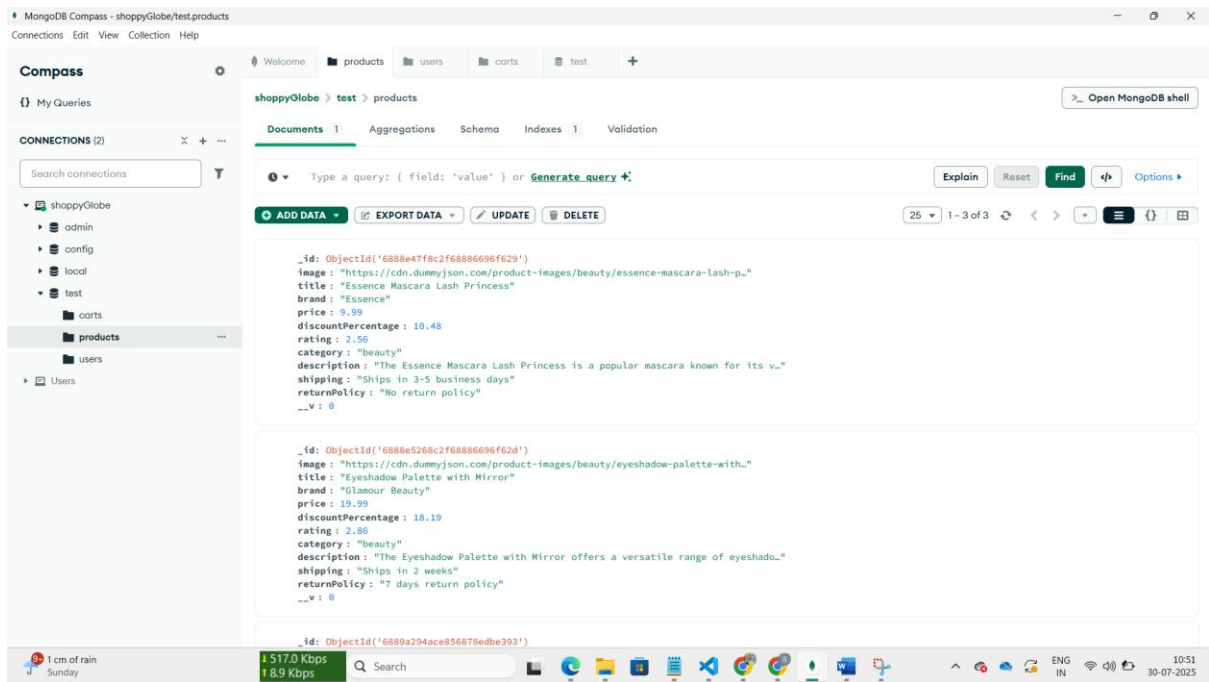 MongoDB Compass - shoppyGlobe/test.products
Connections Edit View Collection Help
Compass
My Queries
CONNECTIONS (2)
Search connections
shoppyGlobe
admin
config
local
test
carts
products
users
Users
Welcome products users carts test +
shoppyGlobe > test > products
>_ Open MongoDB shell
Documents 1 Aggregations Schema Indexes 1 Validation
Type a query: { field: 'value' } or Generate query
Explain Reset Find </> Options
ADD DATA EXPORT DATA UPDATE DELETE
25 1 - 3 of 3
_id: ObjectId('6888e47f8c2f68886696f629')
image : "https://cdn.dummyjson.com/product-images/beauty/essence-mascara-lash-p…"
title : "Essence Mascara Lash Princess"
brand : "Essence"
price : 9.99
discountPercentage : 10.48
rating : 2.56
category : "beauty"
description : "The Essence Mascara Lash Princess is a popular mascara known for its v…"
shipping : "Ships in 3-5 business days"
returnPolicy : "No return policy"
__v : 0
_id: ObjectId('6888e5268c2f68886696f62d')
image : "https://cdn.dummyjson.com/product-images/beauty/eyeshadow-palette-with…"
title : "Eyeshadow Palette with Mirror"
brand : "Glamour Beauty"
price : 19.99
discountPercentage : 18.19
rating : 2.86
category : "beauty"
description : "The Eyeshadow Palette with Mirror offers a versatile range of eyeshado…"
shipping : "Ships in 2 weeks"
returnPolicy : "7 days return policy"
__v : 0
_id: ObjectId('6889a294ace856878edbe393')
9+
1 cm of rain
Sunday
517.0 Kbps
8.9 Kbps
Search
ENG
IN
10:51
30-07-2025